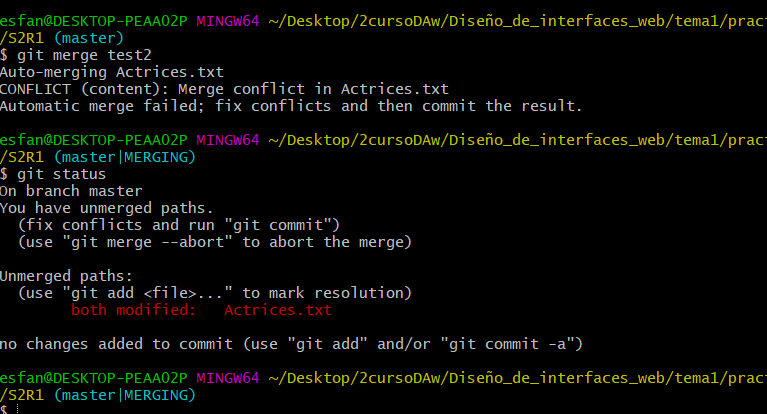 esfan@DESKTOP-PEAA02P MINGW64 ~/Desktop/2cursoDAw/Diseño_de_interfaces_web/tema1/pract
/S2R1 (master)
$ git merge test2
Auto-merging Actrices.txt
CONFLICT (content): Merge conflict in Actrices.txt
Automatic merge failed; fix conflicts and then commit the result.
esfan@DESKTOP-PEAA02P MINGW64 ~/Desktop/2cursoDAw/Diseño_de_interfaces_web/tema1/pract
/S2R1 (master|MERGING)
$ git status
On branch master
You have unmerged paths.
  (fix conflicts and run "git commit")
  (use "git merge --abort" to abort the merge)
Unmerged paths:
  (use "git add <file>..." to mark resolution)
        both modified:   Actrices.txt
no changes added to commit (use "git add" and/or "git commit -a")
esfan@DESKTOP-PEAA02P MINGW64 ~/Desktop/2cursoDAw/Diseño_de_interfaces_web/tema1/pract
/S2R1 (master|MERGING)
$